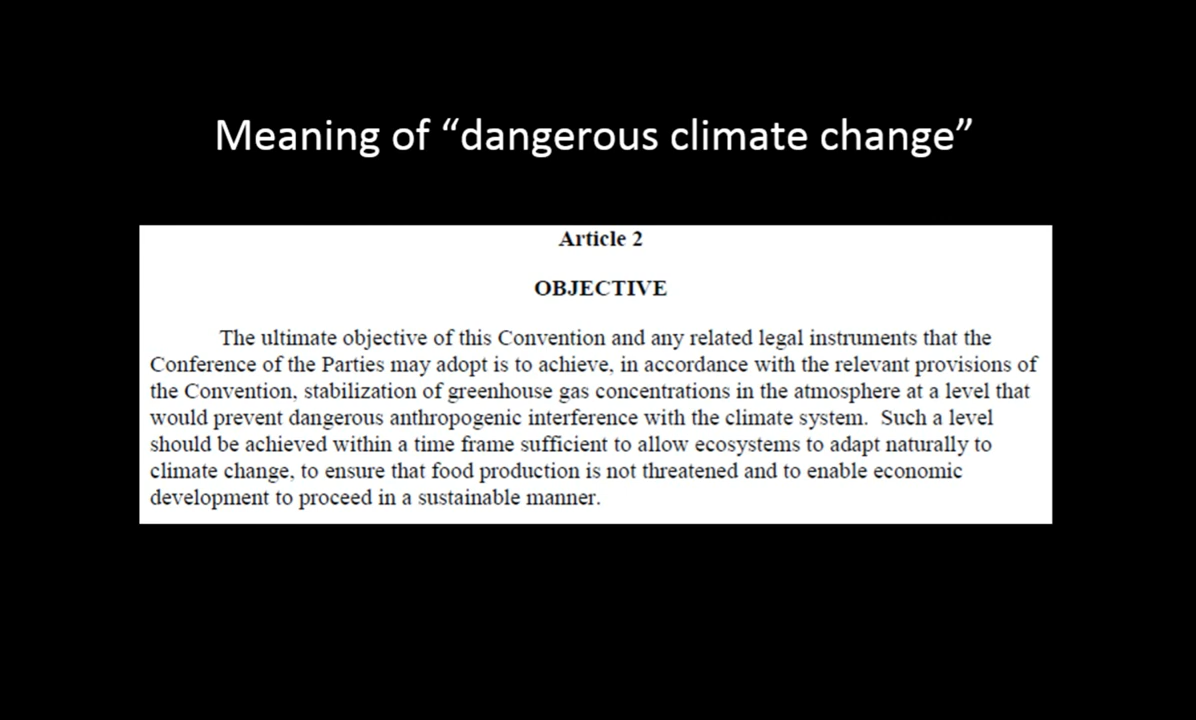 Meaning of “dangerous climate change”
Article 2
OBJECTIVE
The ultimate objective of this Convention and any related legal instruments that the
Conference of the Parties may adopt is to achieve, in accordance with the relevant provisions of
the Convention, stabilization of greenhouse gas concentrations in the atmosphere at a level that
would prevent dangerous anthropogenic interference with the climate system.  Such a level
should be achieved within a time frame sufficient to allow ecosystems to adapt naturally to
climate change, to ensure that food production is not threatened and to enable economic
development to proceed in a sustainable manner.